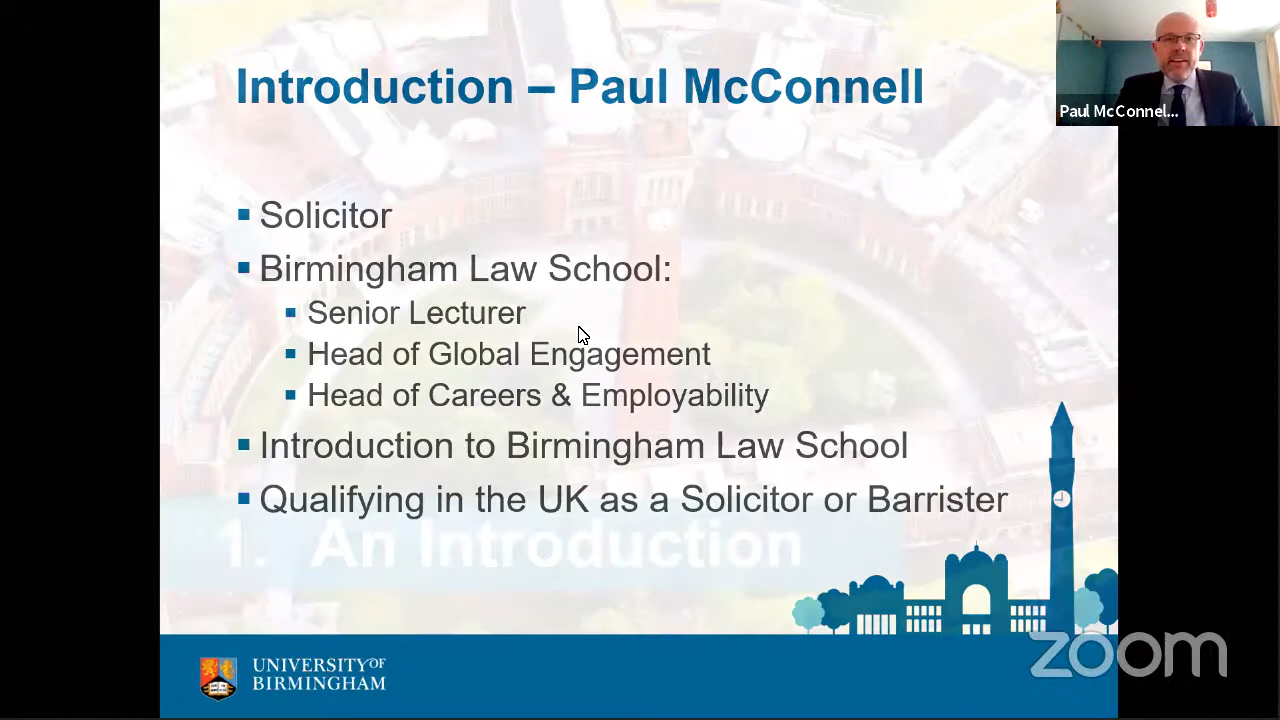 Introduction – Paul McConnell
Paul McConnel...
Solicitor
Birmingham Law School:
Senior Lecturer
Head of Global Engagement
Head of Careers & Employability
Introduction to Birmingham Law School
Qualifying in the UK as a Solicitor or Barrister
1. An Introduction
zoom
UNIVERSITY OF
BIRMINGHAM